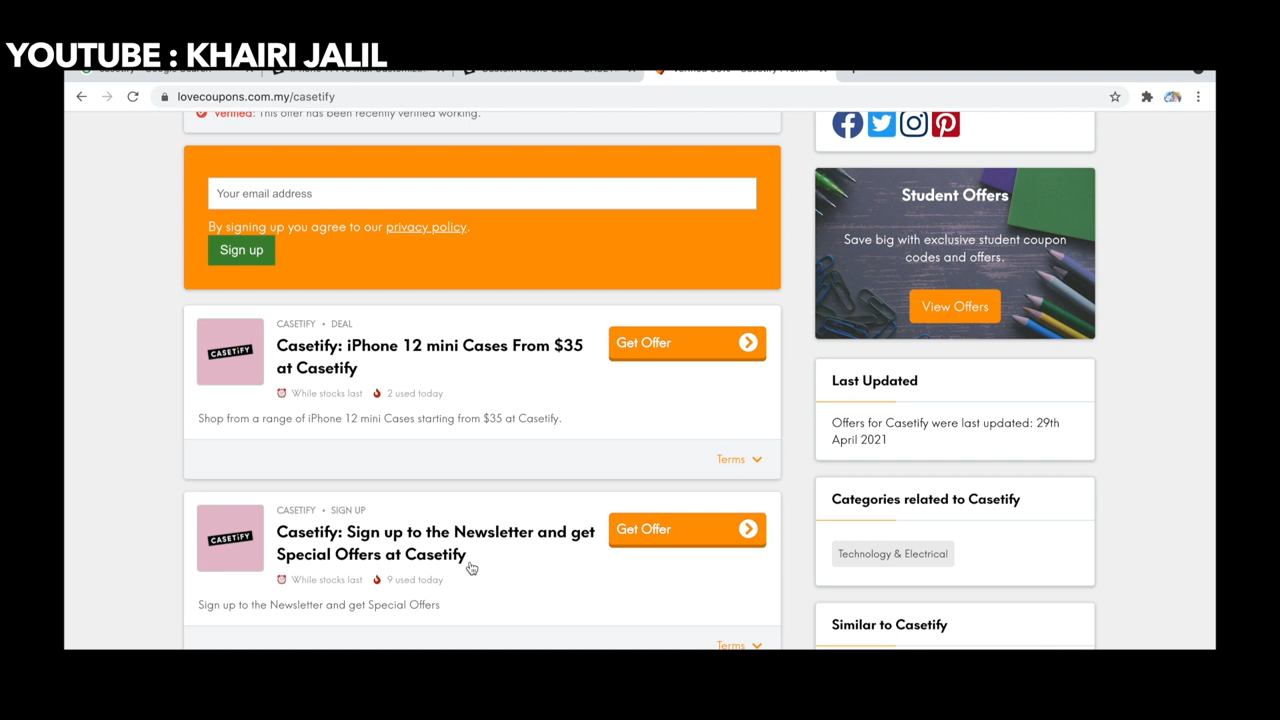 YOUTUBE : KHAIRI JALIL
lovecoupons.com.my/casetify
Verified: This offer has been recently verified working.
Your email address
By signing up you agree to our privacy policy.
Sign up
CASETIFY • DEAL
Casetify: iPhone 12 mini Cases From $35
at Casetify
While stocks last 2 used today
Get Offer
Shop from a range of iPhone 12 mini Cases starting from $35 at Casetify.
Terms
CASETIFY • SIGN UP
Casetify: Sign up to the Newsletter and get
Special Offers at Casetify
While stocks last 9 used today
Get Offer
Sign up to the Newsletter and get Special Offers
Terms
CASETiFY
CASETiFY
Student Offers
Save big with exclusive student coupon
codes and offers.
View Offers
Last Updated
Offers for Casetify were last updated: 29th
April 2021
Categories related to Casetify
Technology & Electrical
Similar to Casetify